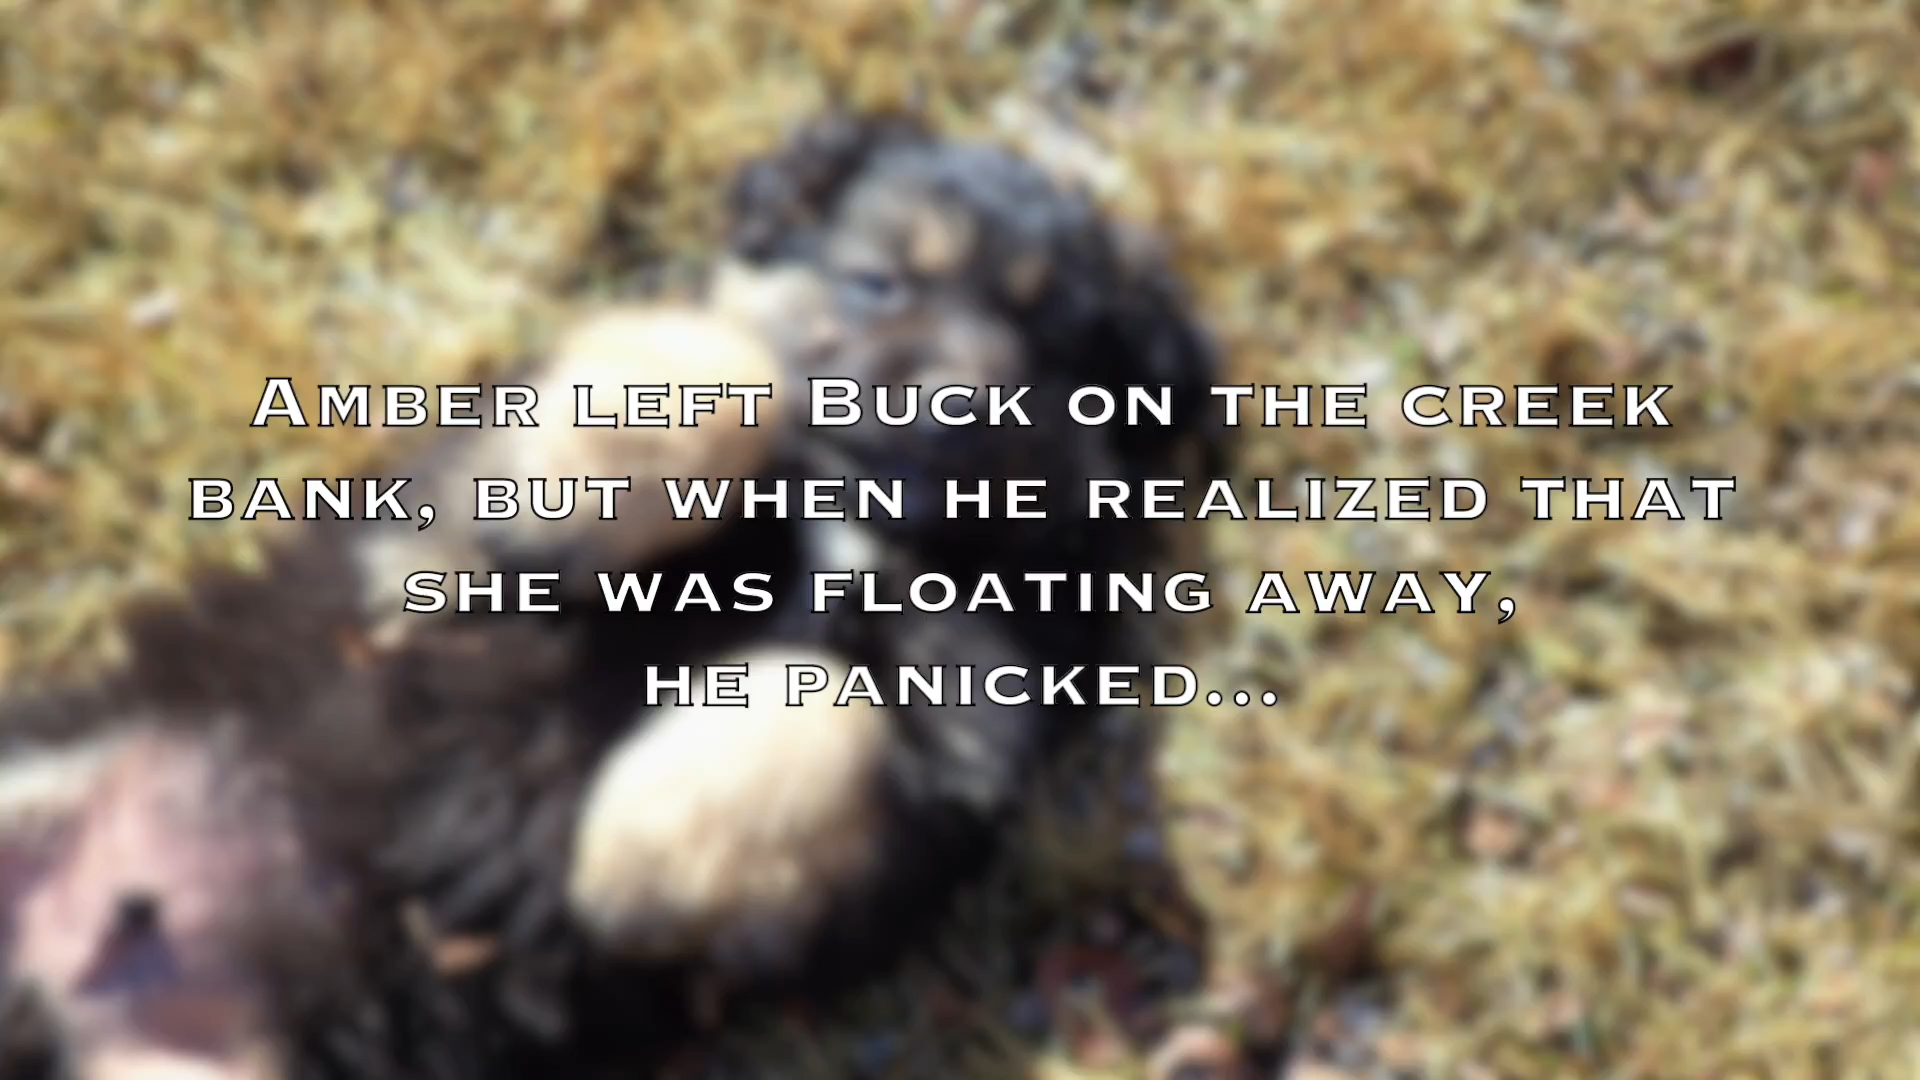 Amber left Buck on the creek
bank, but when he realized that
she was floating away,
he panicked...